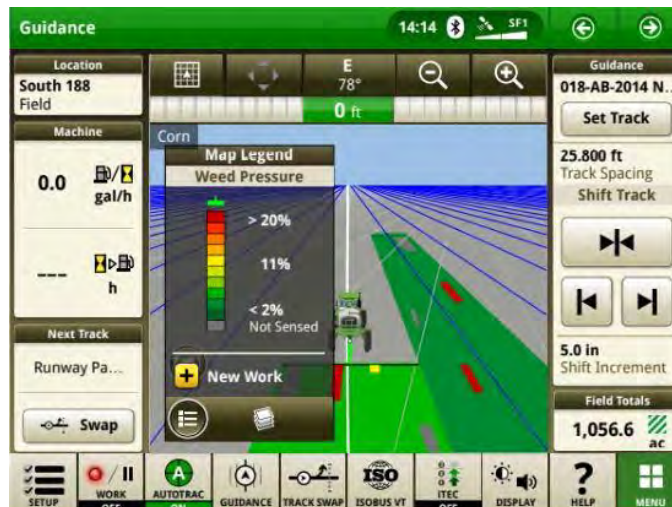 Guidance
14:14
SF1
Location
South 188
Field
Machine
0.0
gal/h
---
h
Next Track
Runway Pa...
Swap
E
78°
0 ft
Corn
Map Legend
Weed Pressure
> 20%
11%
< 2%
Not Sensed
New Work
Guidance
018-AB-2014 N..
Set Track
25.800 ft
Track Spacing
Shift Track
5.0 in
Shift Increment
Field Totals
1,056.6
ac
SETUP
WORK
OFF
A
AUTOTRAC
ON
GUIDANCE
TRACK SWAP
ISO
ISOBUS VT
ITEC
OFF
DISPLAY
?
HELP
MENU